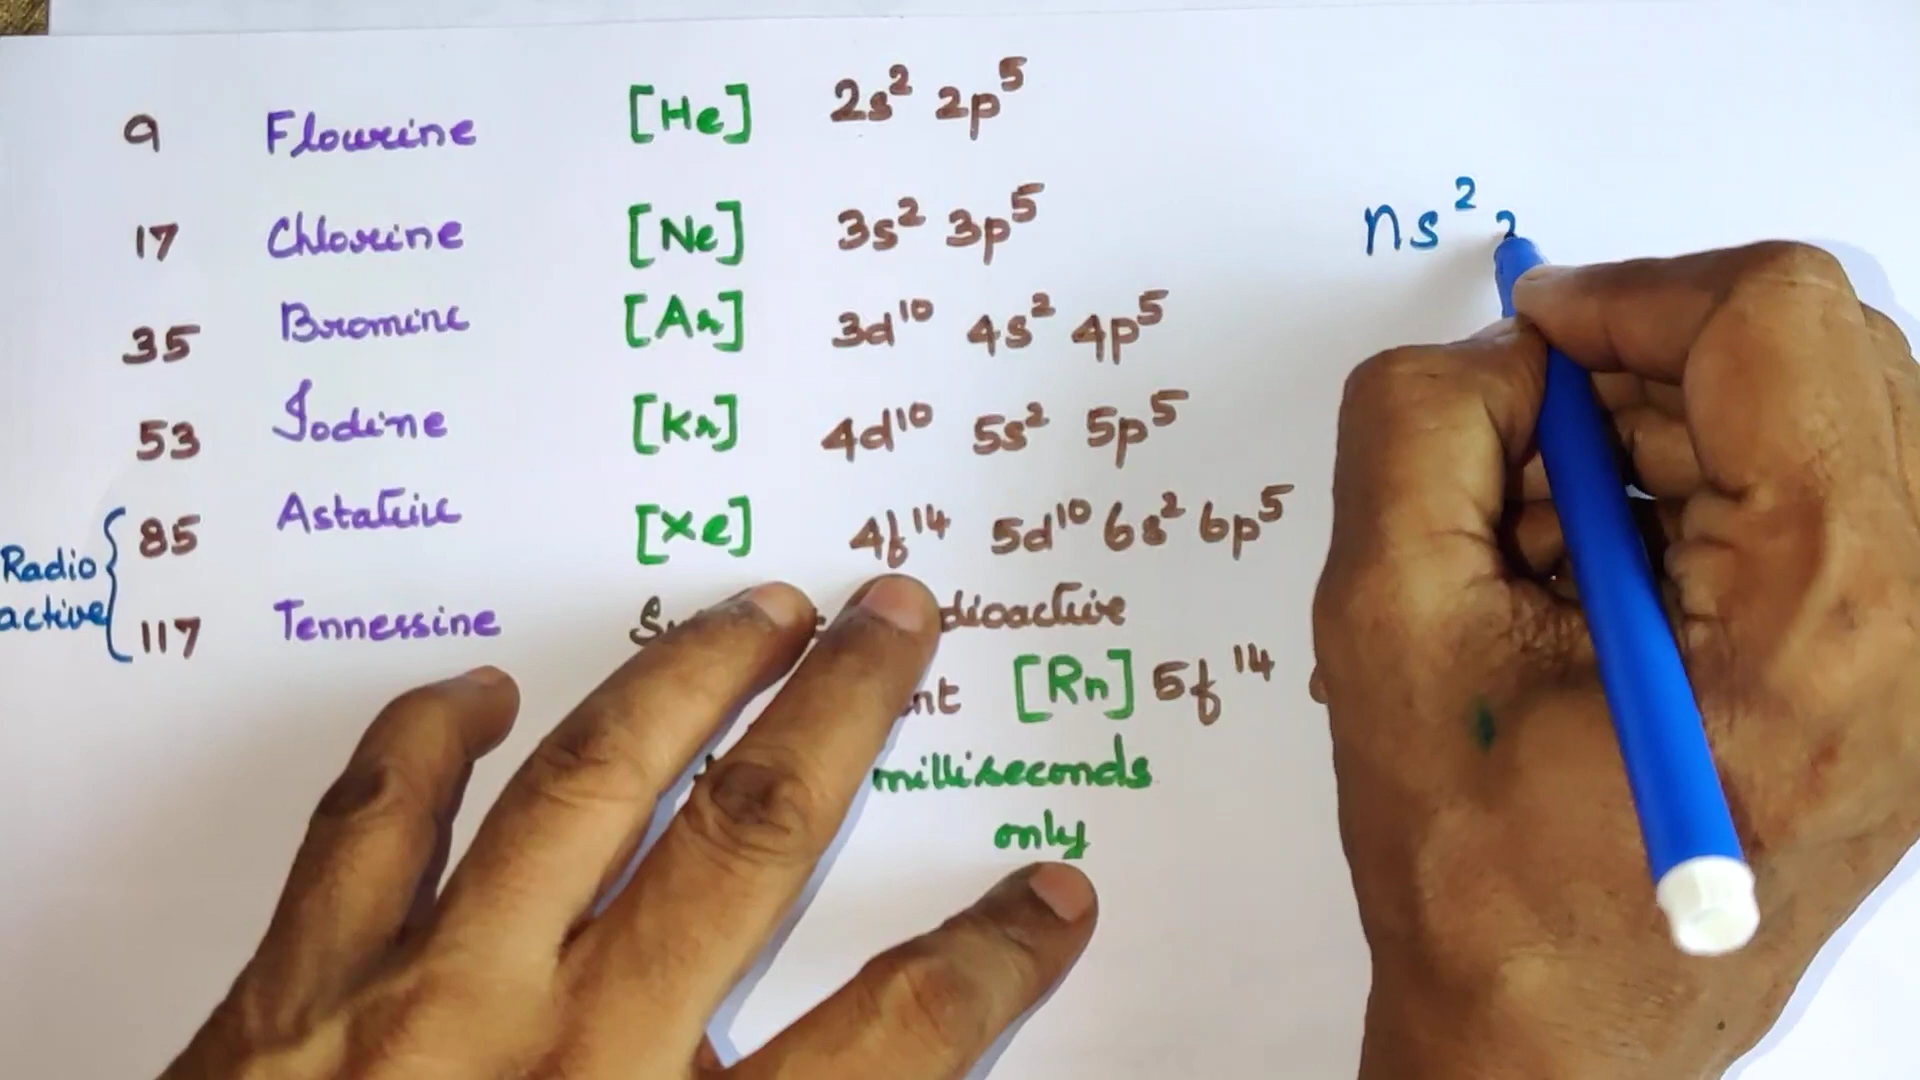 9 Flourine [He] 2s² 2p⁵
ns²
17 Chlorine [Ne] 3s² 3p⁵
35 Bromine [Ar] 3d¹⁰ 4s² 4p⁵
53 Iodine [Kr] 4d¹⁰ 5s² 5p⁵
85 Astatine [Xe] 4f¹⁴ 5d¹⁰ 6s² 6p⁵
Radio
active
117 Tennessine
[Rn] 5f¹⁴
milliseconds
only